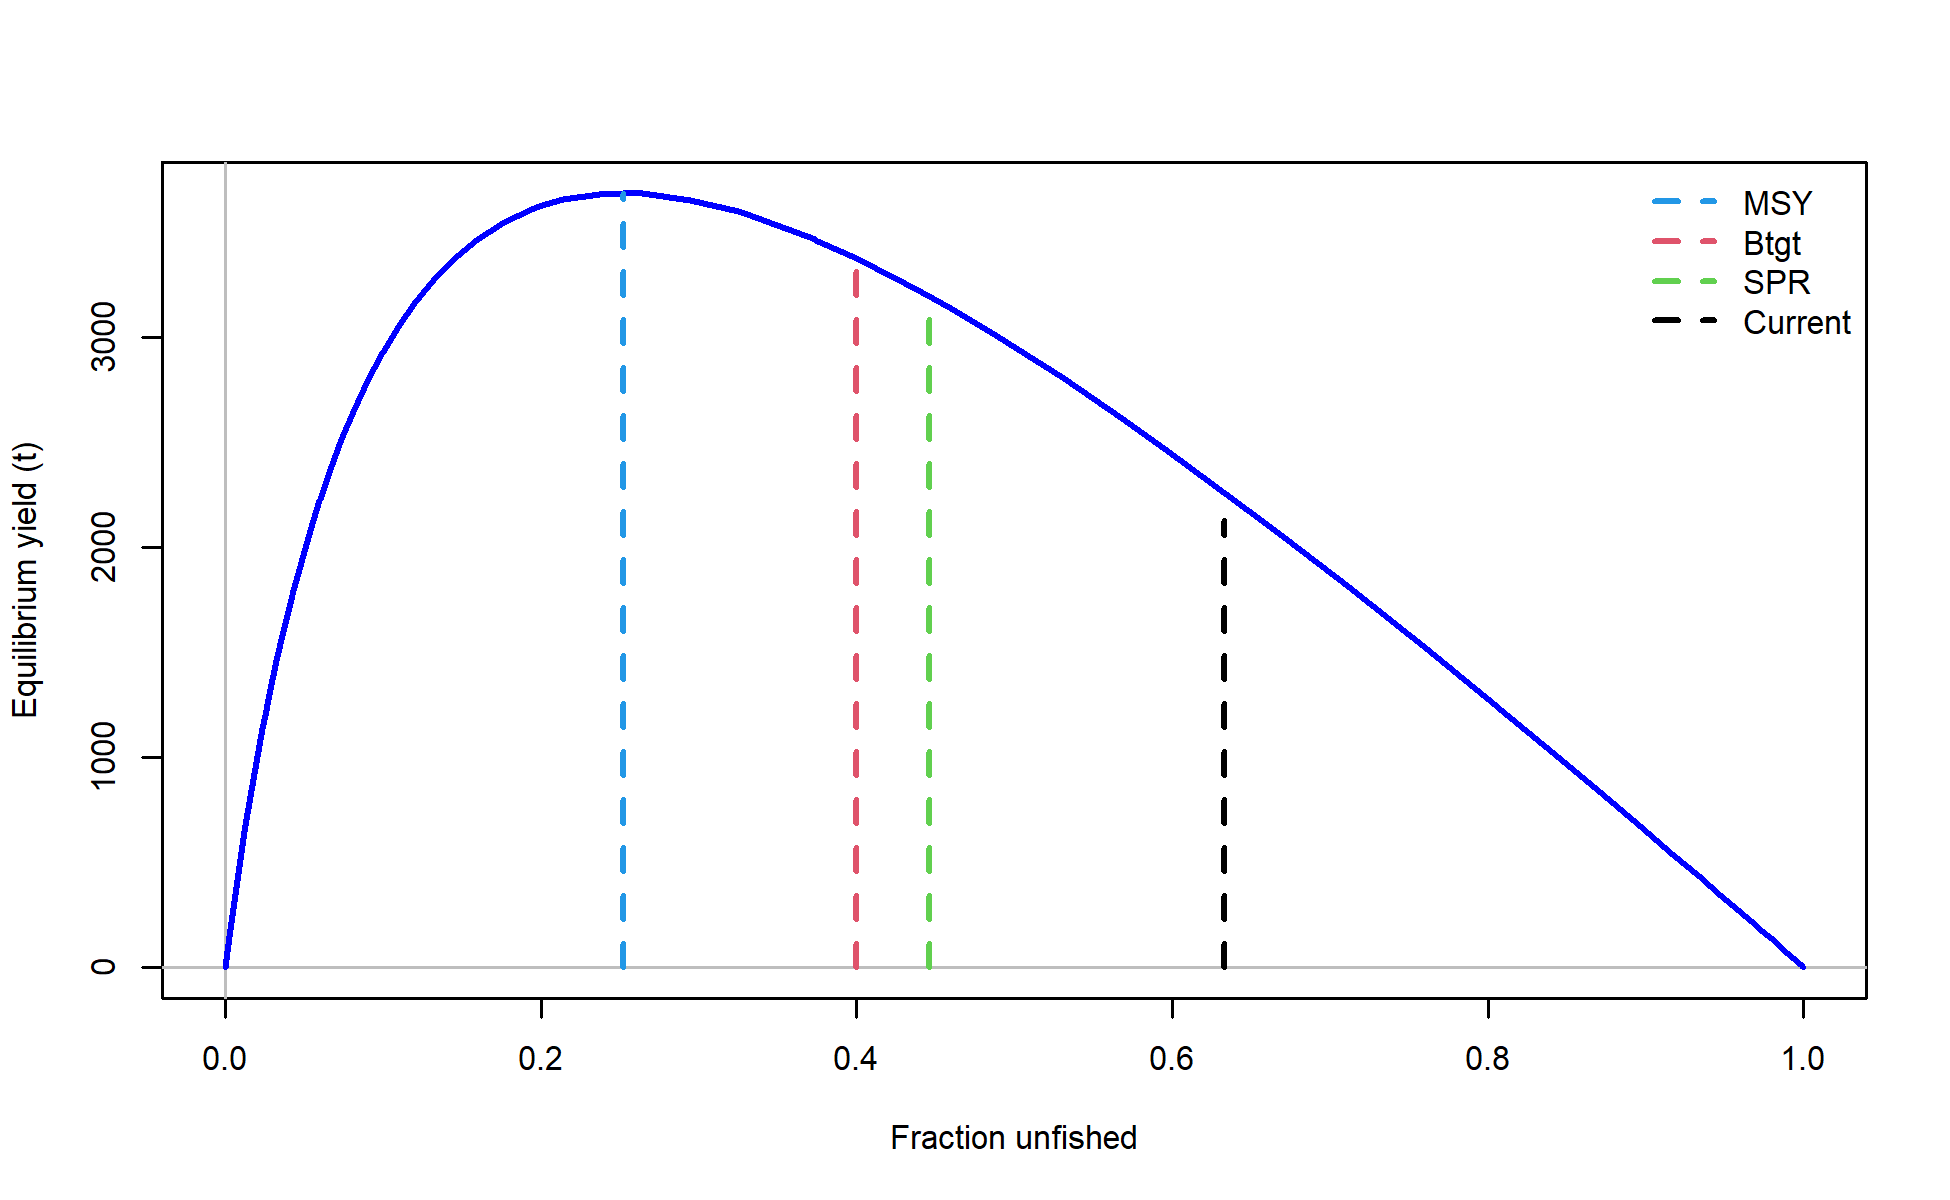 MSY
Btgt
SPR
Current
Equilibrium yield (t)
3000
2000
1000
0
0.0 0.2 0.4 0.6 0.8 1.0
Fraction unfished